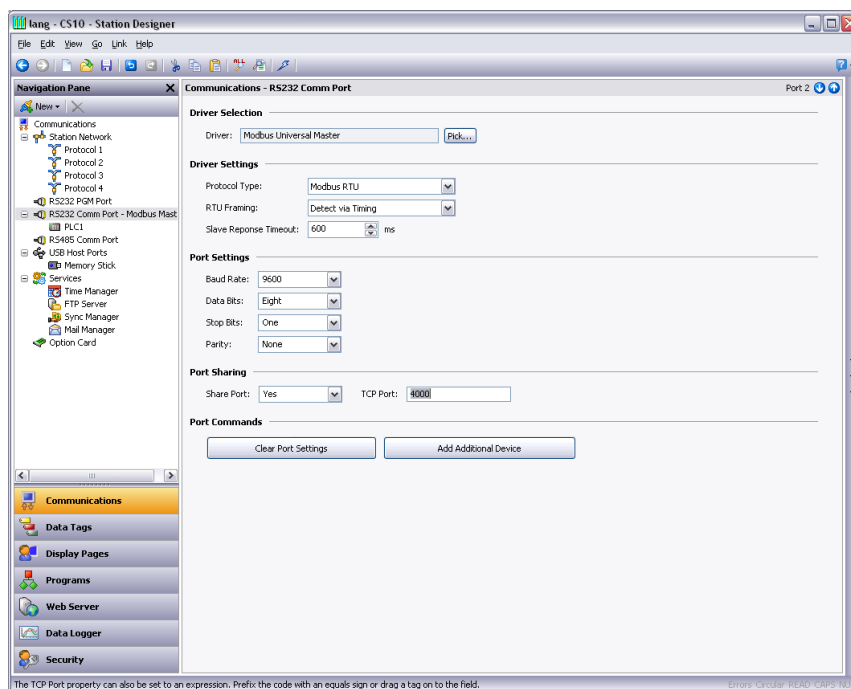 lang - CS10 - Station Designer
File Edit View Go Link Help
ALL
Navigation Pane X
New
Communications
Station Network
Protocol 1
Protocol 2
Protocol 3
Protocol 4
RS232 PGM Port
RS232 Comm Port - Modbus Mast
PLC1
RS485 Comm Port
USB Host Ports
Memory Stick
Services
Time Manager
FTP Server
Sync Manager
Mail Manager
Option Card
Communications
Data Tags
Display Pages
Programs
Web Server
Data Logger
Security
Communications - RS232 Comm Port
Port 2
Driver Selection
Driver: Modbus Universal Master Pick...
Driver Settings
Protocol Type: Modbus RTU
RTU Framing: Detect via Timing
Slave Reponse Timeout: 600 ms
Port Settings
Baud Rate: 9600
Data Bits: Eight
Stop Bits: One
Parity: None
Port Sharing
Share Port: Yes TCP Port: 4000
Port Commands
Clear Port Settings Add Additional Device
The TCP Port property can also be set to an expression. Prefix the code with an equals sign or drag a tag on to the field.
Errors Circular READ CAPS NU